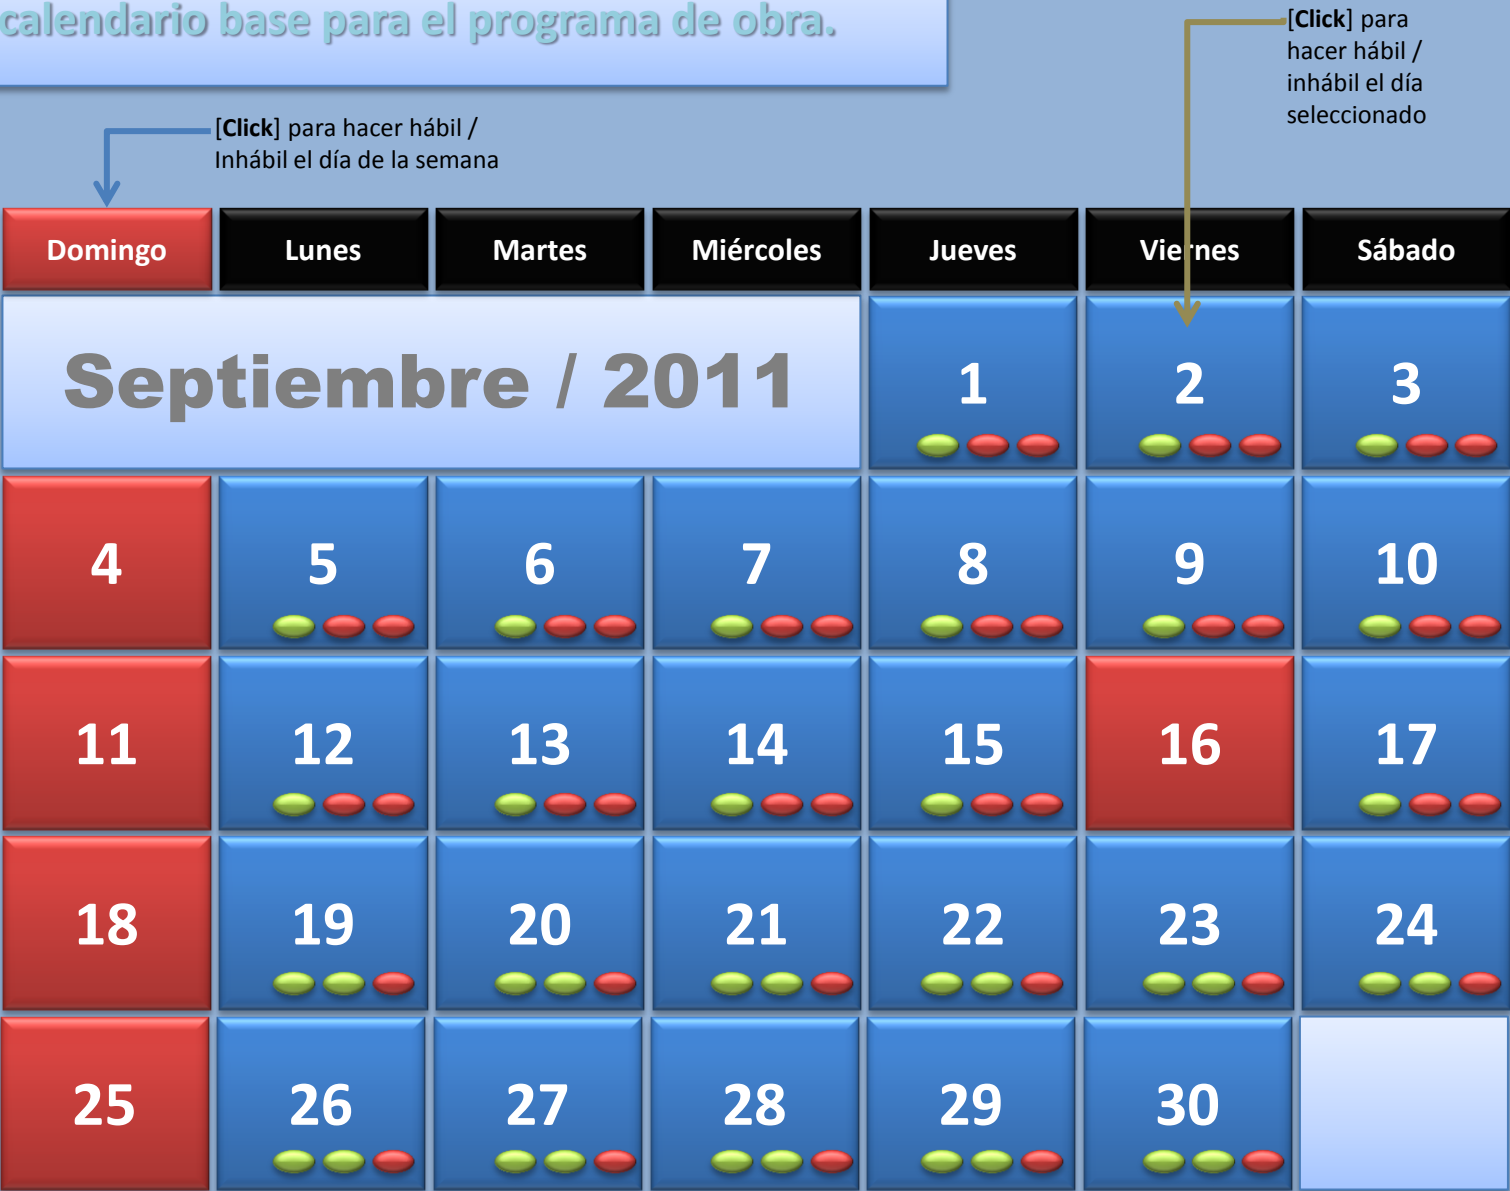 calendario base para el programa de obra.
[Click] para
hacer hábil /
inhábil el día
seleccionado
[Click] para hacer hábil /
Inhábil el día de la semana
Domingo Lunes Martes Miércoles Jueves Viernes Sábado
Septiembre / 2011 1 2 3
4 5 6 7 8 9 10
11 12 13 14 15 16 17
18 19 20 21 22 23 24
25 26 27 28 29 30